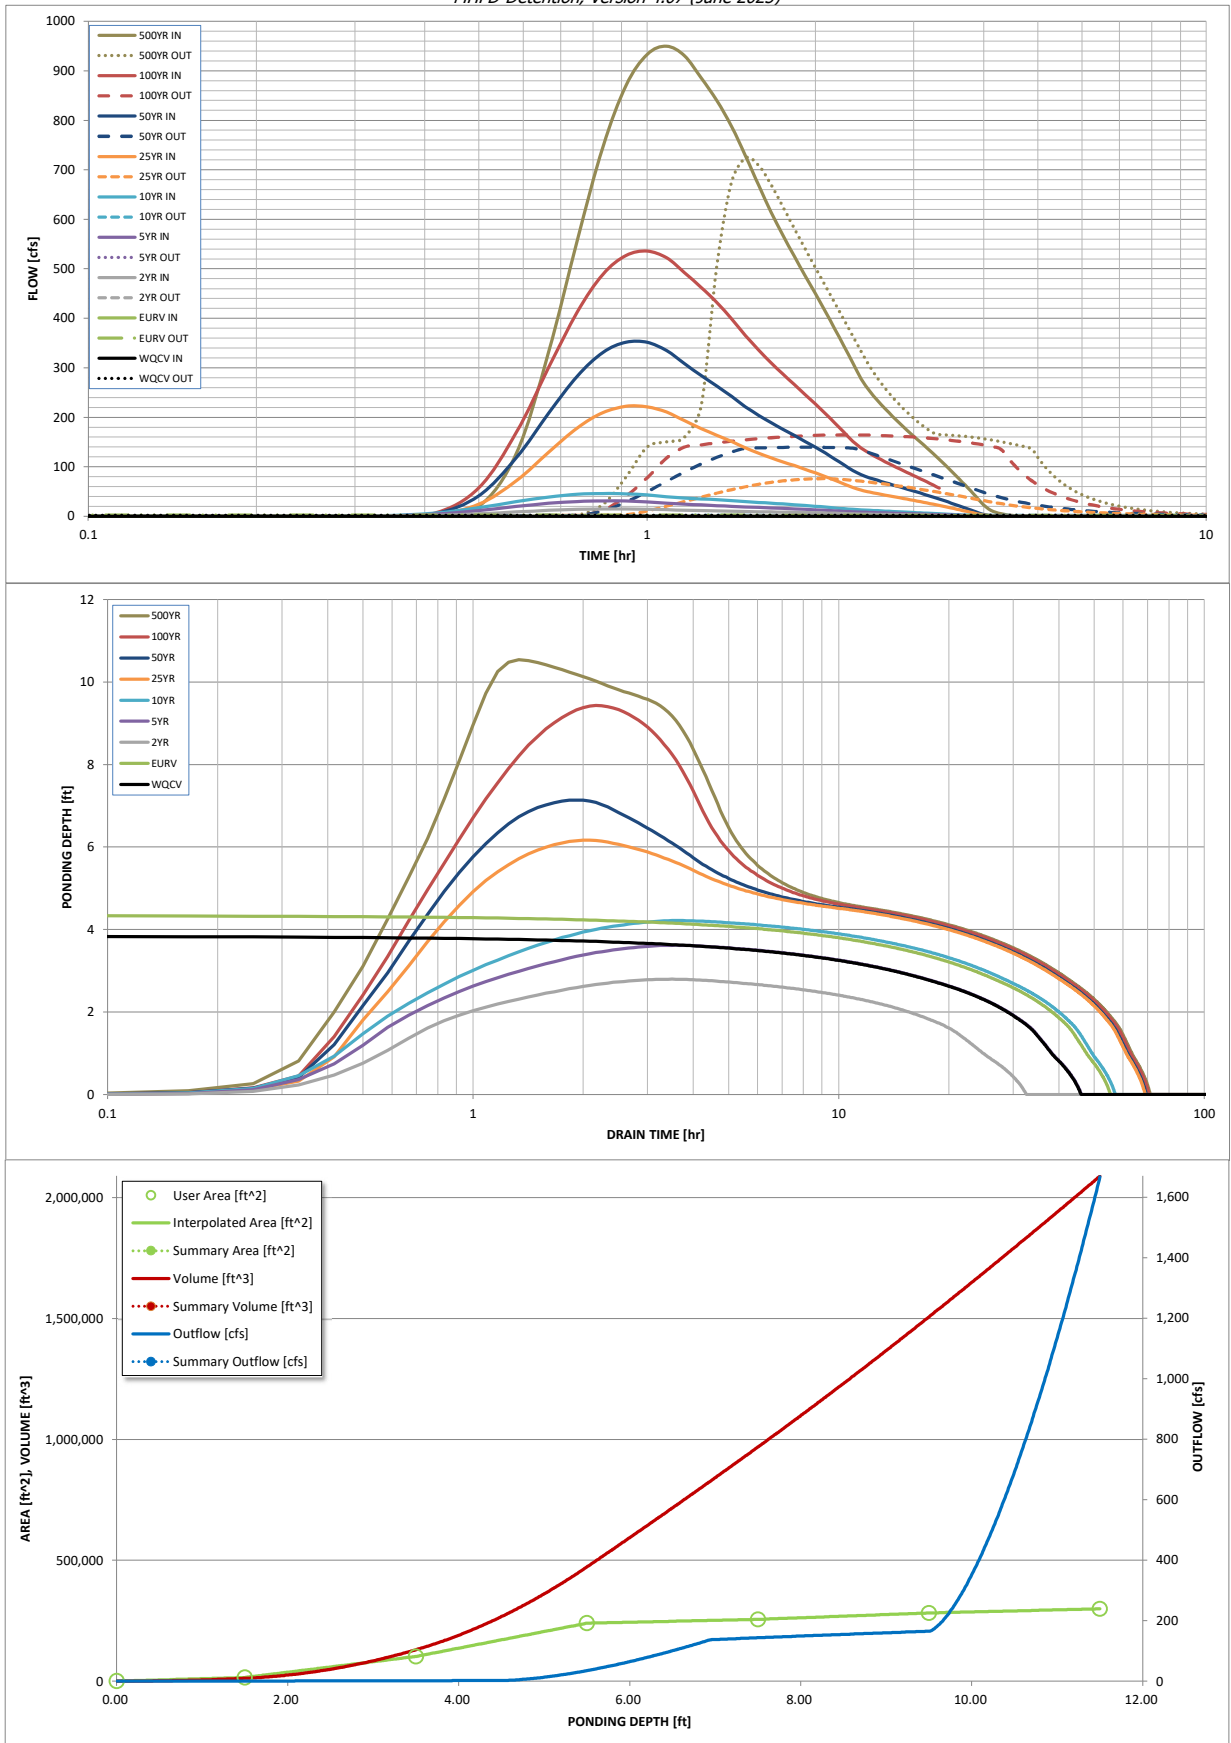 MHFD-Detention, Version 4.07 (June 2025)
1000
900
800
700
600
500
400
300
200
100
0
FLOW [cfs]
500YR IN
500YR OUT
100YR IN
100YR OUT
50YR IN
50YR OUT
25YR IN
25YR OUT
10YR IN
10YR OUT
5YR IN
5YR OUT
2YR IN
2YR OUT
EURV IN
EURV OUT
WQCV IN
WQCV OUT
0.1
1
10
TIME [hr]
12
10
8
6
4
2
0
PONDING DEPTH [ft]
500YR
100YR
50YR
25YR
10YR
5YR
2YR
EURV
WQCV
0.1
1
10
100
DRAIN TIME [hr]
2,000,000
1,500,000
1,000,000
500,000
0
AREA [ft^2], VOLUME [ft^3]
User Area [ft^2]
Interpolated Area [ft^2]
Summary Area [ft^2]
Volume [ft^3]
Summary Volume [ft^3]
Outflow [cfs]
Summary Outflow [cfs]
1,600
1,400
1,200
1,000
800
600
400
200
0
OUTFLOW [cfs]
0.00
2.00
4.00
6.00
8.00
10.00
12.00
PONDING DEPTH [ft]